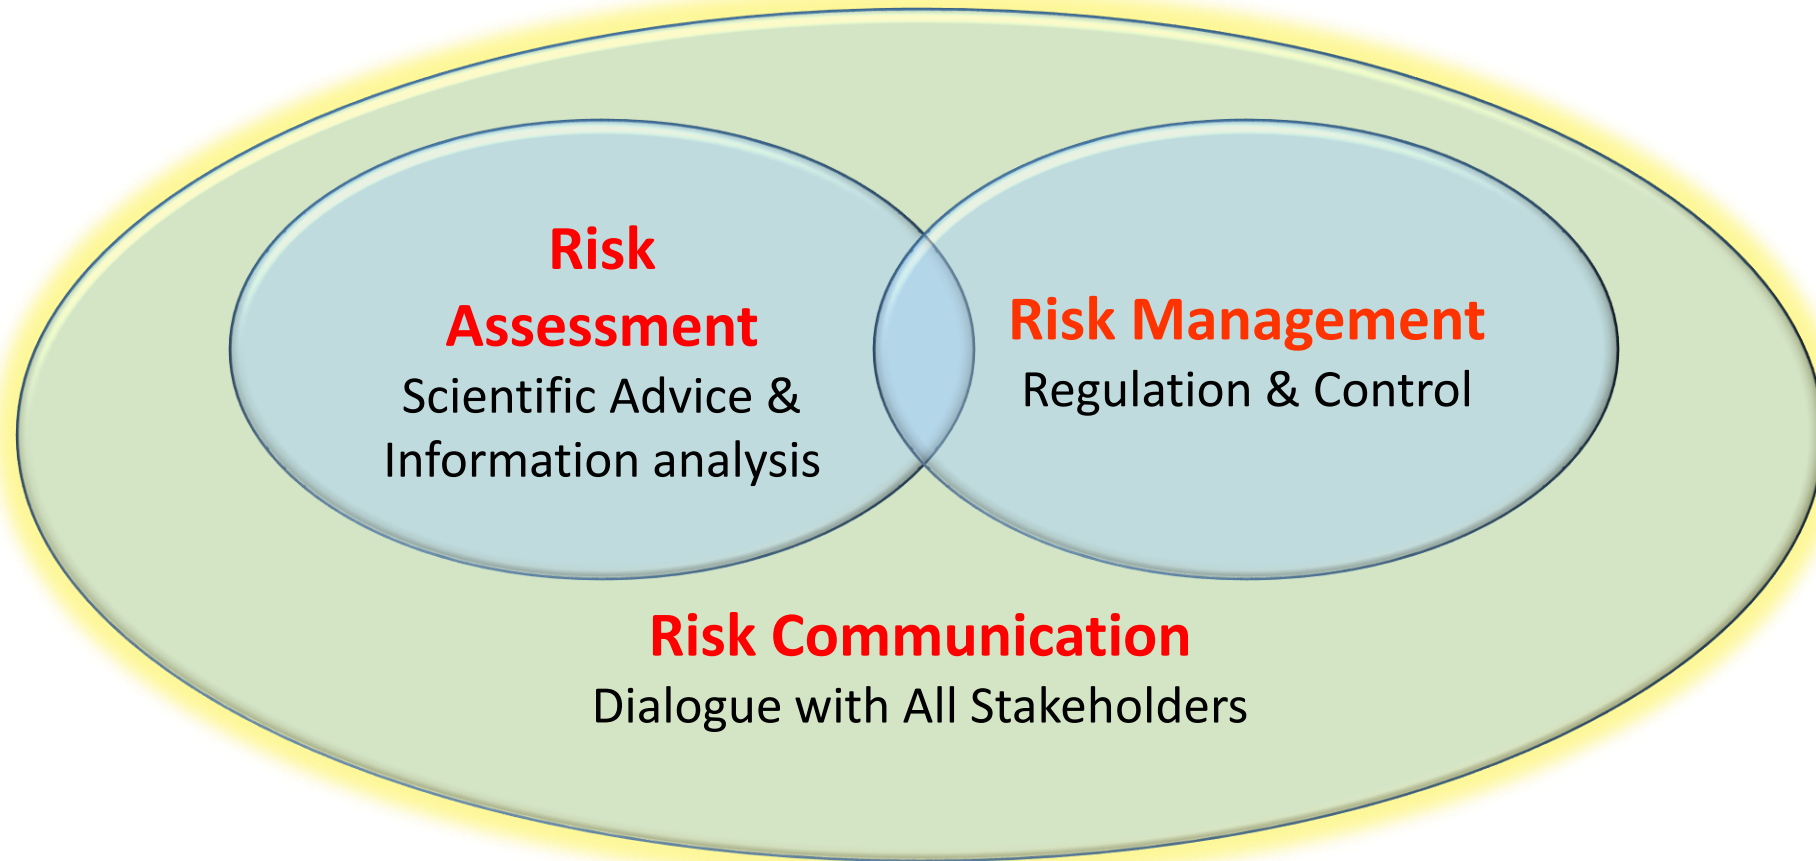 Risk
Assessment
Scientific Advice &
Information analysis
Risk Management
Regulation & Control
Risk Communication
Dialogue with All Stakeholders